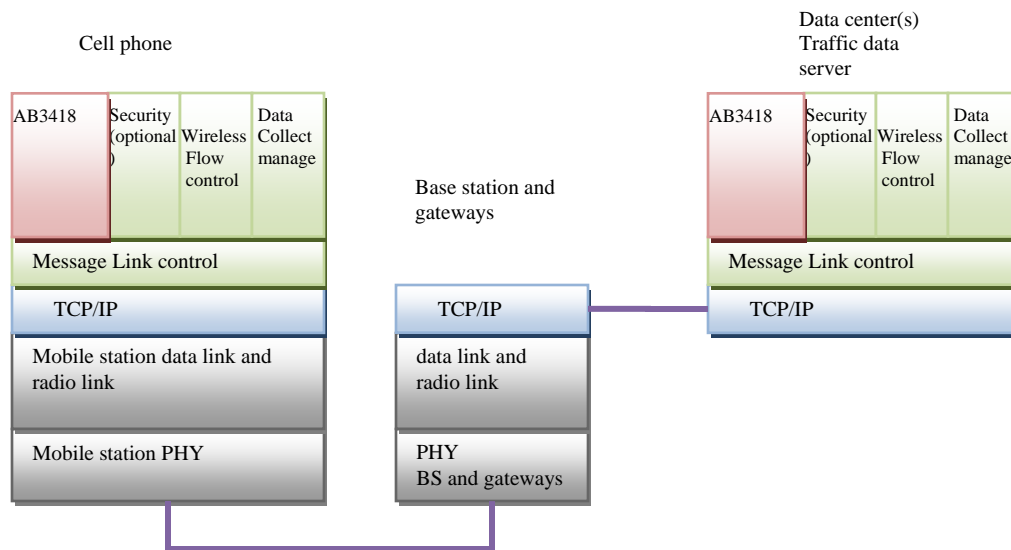 Cell phone
AB3418
Security
(optional
)
Wireless
Flow
control
Data
Collect
manage
Message Link control
TCP/IP
Mobile station data link and
radio link
Mobile station PHY
Base station and
gateways
TCP/IP
data link and
radio link
PHY
BS and gateways
Data center(s)
Traffic data
server
AB3418
Security
(optional
)
Wireless
Flow
control
Data
Collect
manage
Message Link control
TCP/IP